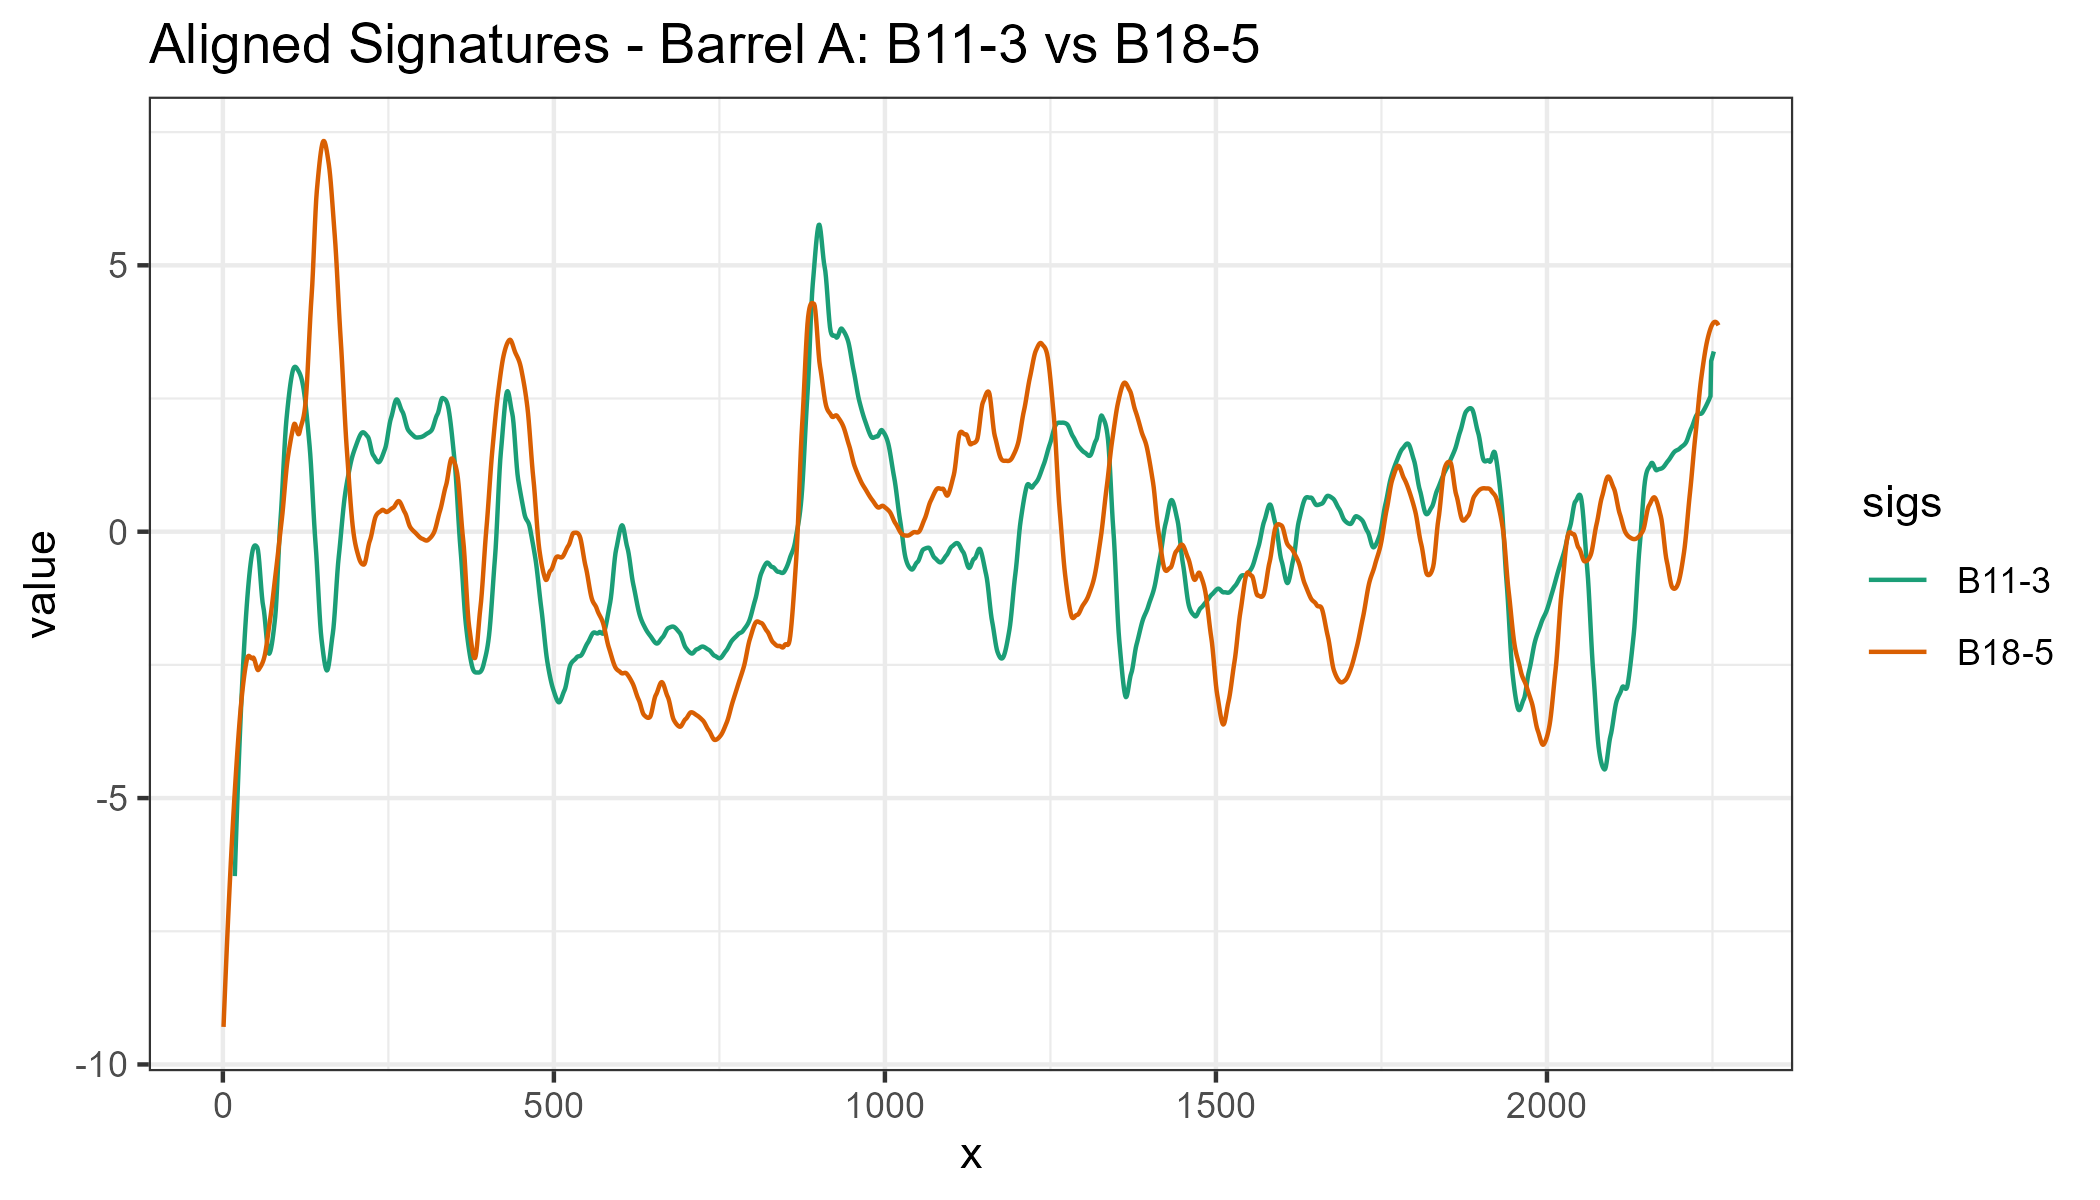 Aligned Signatures - Barrel A: B11-3 vs B18-5
value
5
0
-5
-10
0 500 1000 1500 2000
x
sigs
B11-3
B18-5